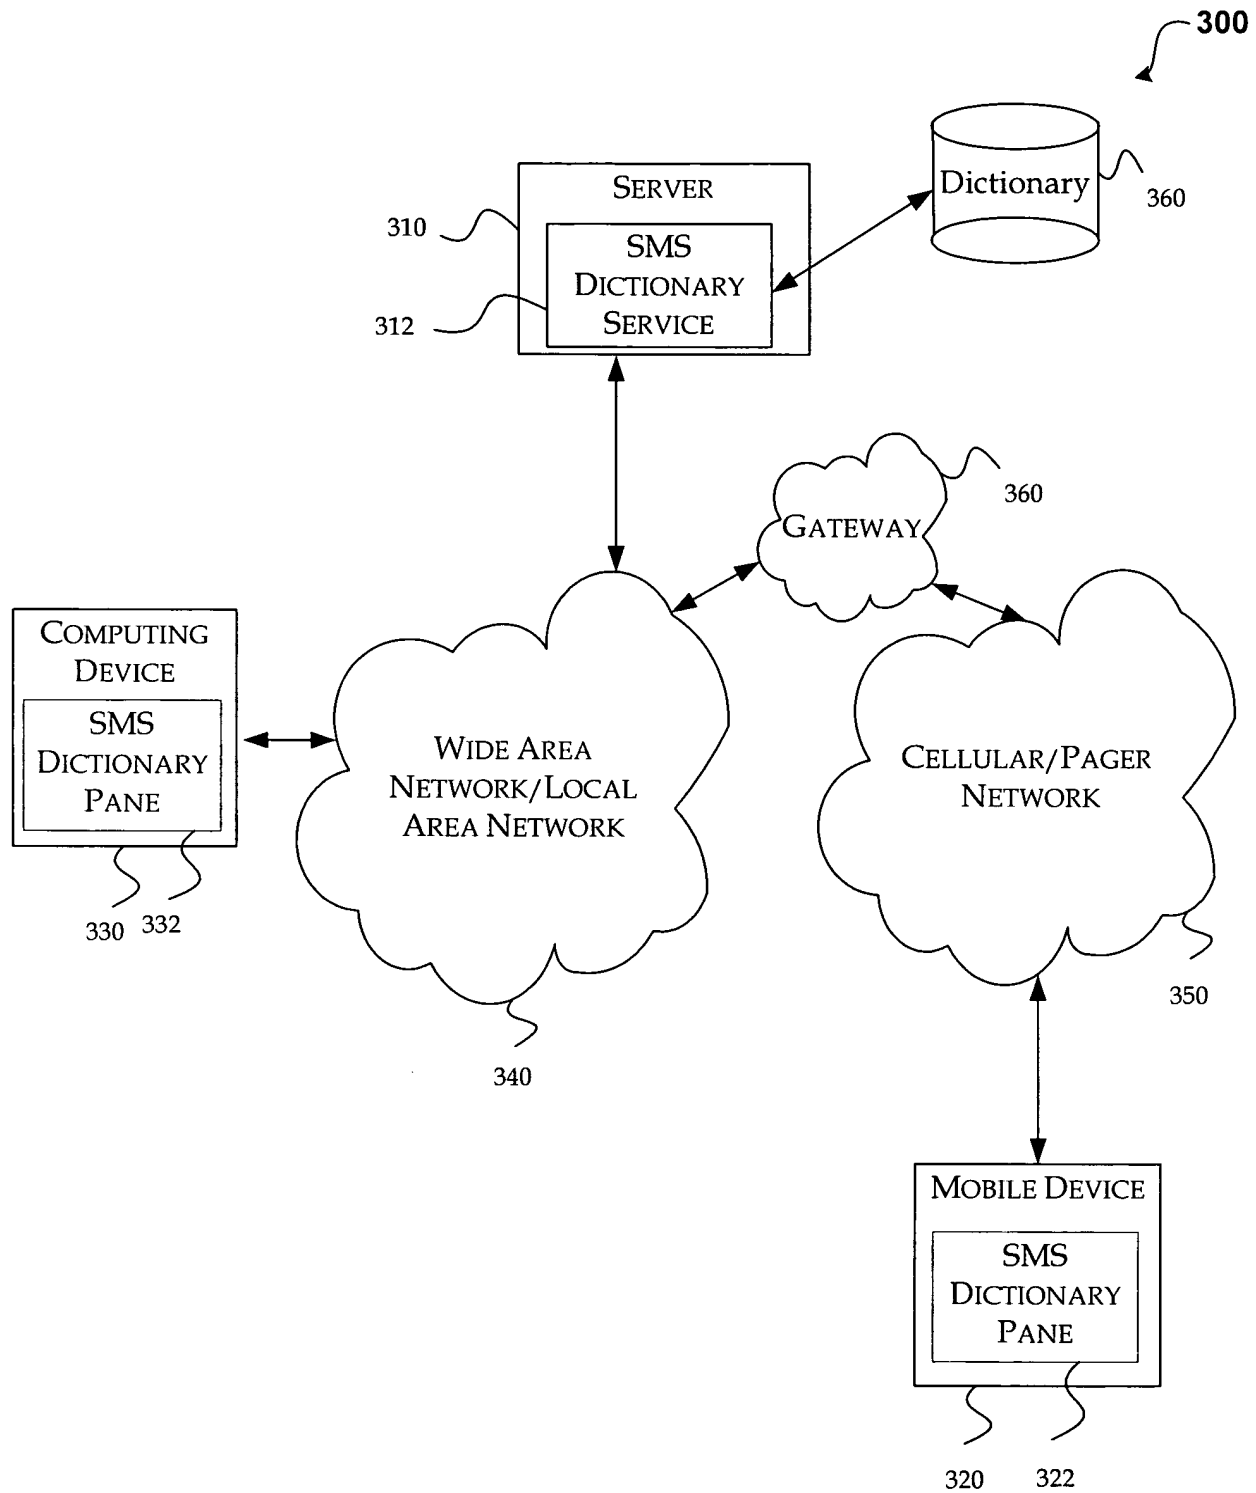 300
Dictionary
360
SERVER
310
SMS
DICTIONARY
SERVICE
312
GATEWAY
360
COMPUTING
DEVICE
SMS
DICTIONARY
PANE
330
332
WIDE AREA
NETWORK/LOCAL
AREA NETWORK
340
CELLULAR/PAGER
NETWORK
350
MOBILE DEVICE
SMS
DICTIONARY
PANE
320
322